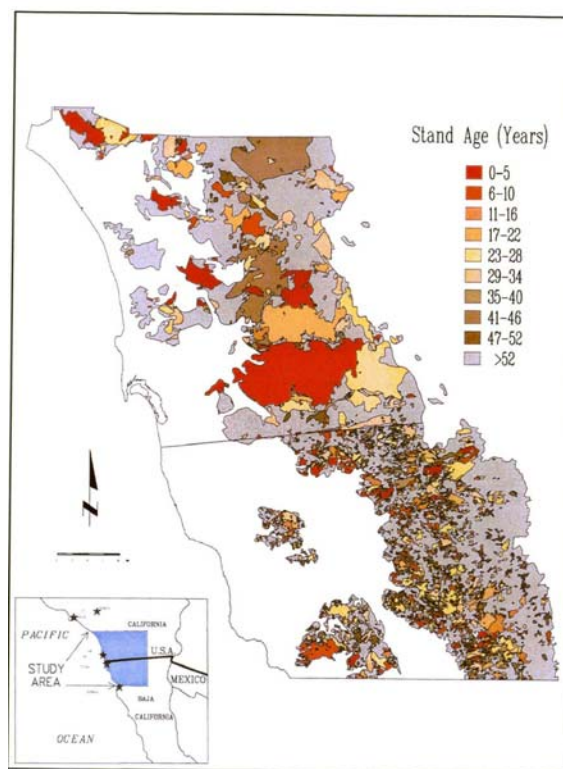 Stand Age (Years)
0-5
6-10
11-16
17-22
23-28
29-34
35-40
41-46
47-52
>52
N
PACIFIC
CALIFORNIA
U.S.A
STUDY
AREA
MEXICO
BAJA
CALIFORNIA
OCEAN